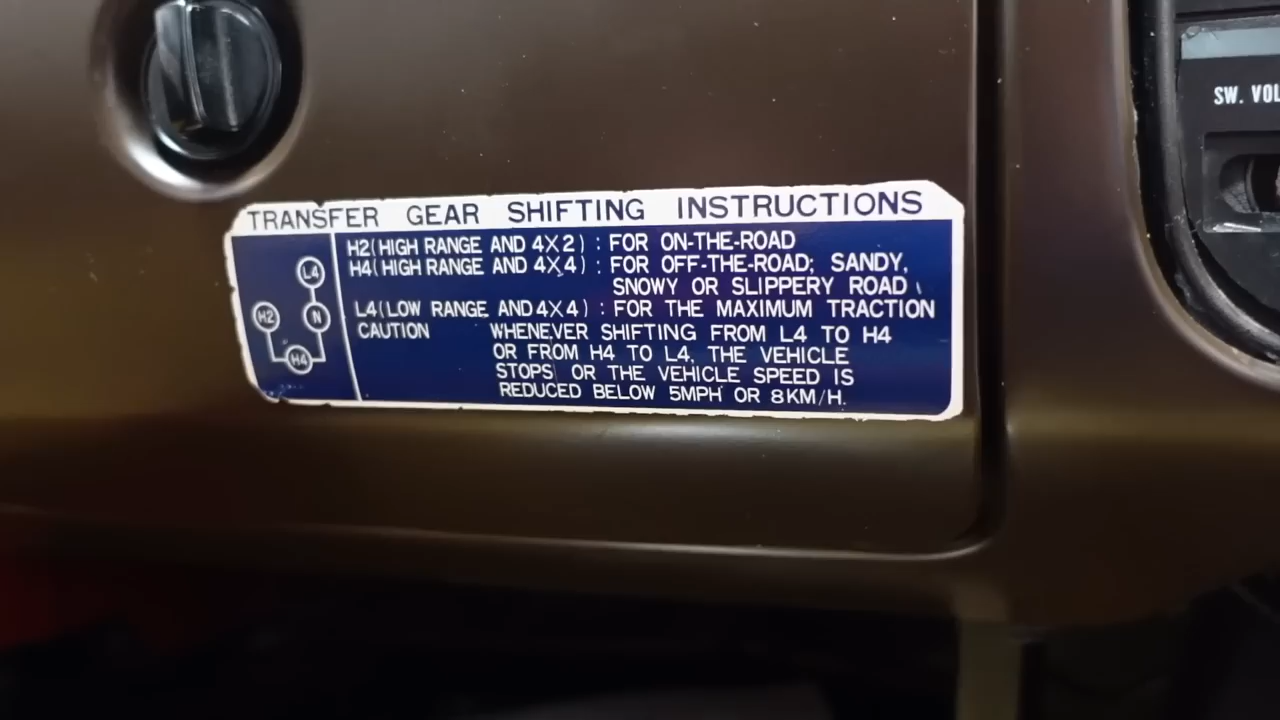 SW. VOL
TRANSFER GEAR SHIFTING INSTRUCTIONS
H2(HIGH RANGE AND 4X2) : FOR ON-THE-ROAD
H4(HIGH RANGE AND 4X4) : FOR OFF-THE-ROAD; SANDY,
SNOWY OR SLIPPERY ROAD
L4(LOW RANGE AND4X4) : FOR THE MAXIMUM TRACTION
CAUTION WHENEVER SHIFTING FROM L4 TO H4
OR FROM H4 TO L4, THE VEHICLE
STOPS OR THE VEHICLE SPEED IS
REDUCED BELOW 5MPH OR 8KM/H.
L4
H2 N
H4